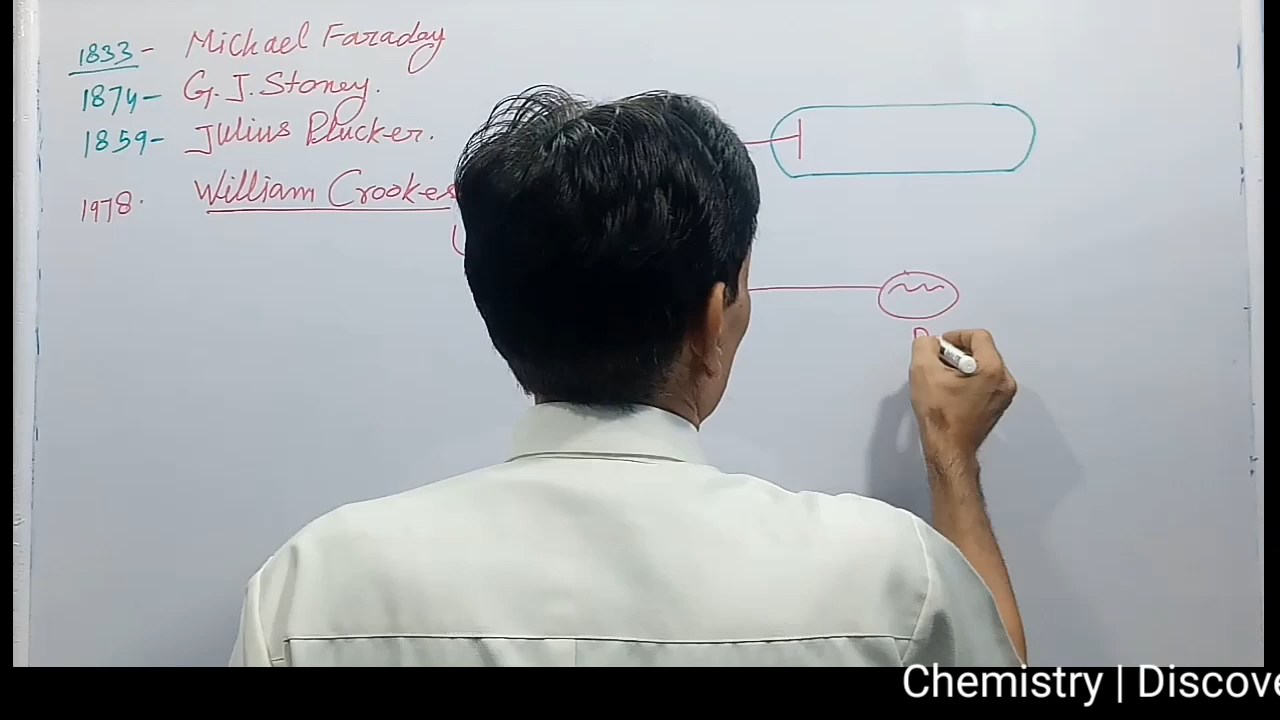 1833- Michael Faraday
1874- G.J. Stoney.
1859- Julius Plucker.
1978. William Crookes
Chemistry | Discove